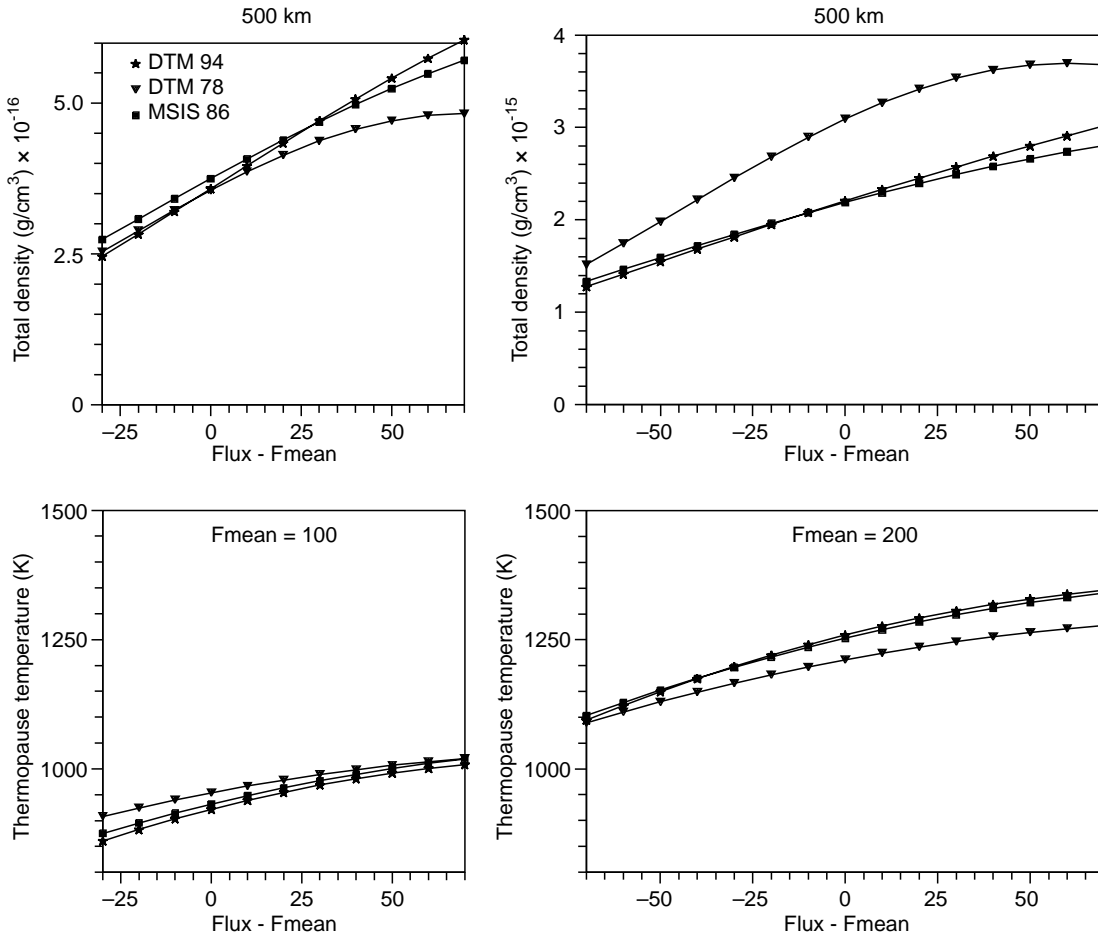 500 km
500 km
DTM 94
DTM 78
MSIS 86
Total density (g/cm³) × 10⁻¹⁶
5.0
2.5
0
–25
0
25
50
Flux - Fmean
Total density (g/cm³) × 10⁻¹⁵
4
3
2
1
0
–50
–25
0
25
50
Flux - Fmean
Thermopause temperature (K)
1500
1250
1000
Fmean = 100
–25
0
25
50
Flux - Fmean
Thermopause temperature (K)
1500
1250
1000
Fmean = 200
–50
–25
0
25
50
Flux - Fmean